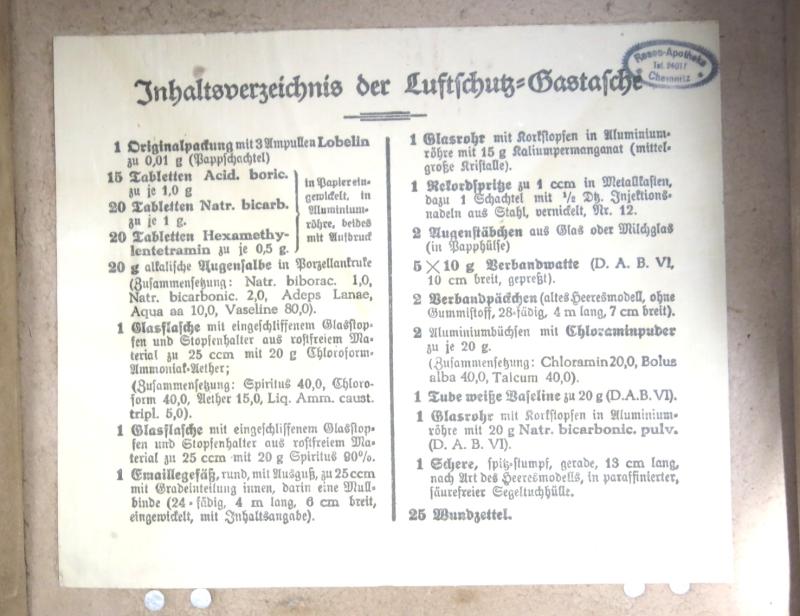 Rosen-Apotheke
Tel. 24017
Chemnitz
Inhaltsverzeichnis der Luftschutz-Gastasche
1 Originalpackung mit 3 Ampullen Lobelin
zu 0,01 g (Pappschachtel)
15 Tabletten Acid. boric.
zu je 1,0 g
20 Tabletten Natr. bicarb.
zu je 1 g.
20 Tabletten Hexamethy-
lentetramin zu je 0,5 g.
in Papier ein-
gewickelt, in
Aluminium-
röhre, beides
mit Aufdruck
20 g alkalische Augensalbe in Porzellankruke
(Zusammensetzung: Natr. biborac. 1,0,
Natr. bicarbonic. 2,0, Adeps Lanae,
Aqua aa 10,0, Vaseline 80,0).
1 Glasflasche mit eingeschliffenem Glasstop-
fen und Stopfenhalter aus rostfreiem Ma-
terial zu 25 ccm mit 20 g Chloroform-
Ammoniak-Aether;
(Zusammensetzung: Spiritus 40,0, Chloro-
form 40,0, Aether 15,0, Liq. Amm. caust.
tripl. 5,0).
1 Glasflasche mit eingeschliffenem Glasstop-
fen und Stopfenhalter aus rostfreiem Ma-
terial zu 25 ccm mit 20 g Spiritus 90%.
1 Emaillegefäß, rund, mit Ausguß, zu 25 ccm
mit Gradeinteilung innen, darin eine Mull-
binde (24-fädig, 4 m lang, 6 cm breit,
eingewickelt, mit Inhaltsangabe).
1 Glasrohr mit Korkstopfen in Aluminium-
röhre mit 15 g Kaliumpermanganat (mittel-
große Kristalle).
1 Rekordspritze zu 1 ccm in Metallkasten,
dazu 1 Schachtel mit 1/2 Dtz. Injektions-
nadeln aus Stahl, vernickelt, Nr. 12.
2 Augenstäbchen aus Glas oder Milchglas
(in Papphülse)
5 × 10 g Verbandwatte (D. A. B. VI,
10 cm breit, gepreßt).
2 Verbandpäckchen (altes Heeresmodell, ohne
Gummistoff, 28-fädig, 4 m lang, 7 cm breit).
2 Aluminiumbüchsen mit Chloraminpuder
zu je 20 g.
(Zusammensetzung: Chloramin 20,0, Bolus
alba 40,0, Talcum 40,0).
1 Tube weiße Vaseline zu 20 g (D.A.B. VI).
1 Glasrohr mit Korkstopfen in Aluminium-
röhre mit 20 g Natr. bicarbonic. pulv.
(D. A. B. VI).
1 Schere, spitz-stumpf, gerade, 13 cm lang,
nach Art des Heeresmodells, in paraffinierter,
säurefreier Segeltuchhülle.
25 Wundzettel.